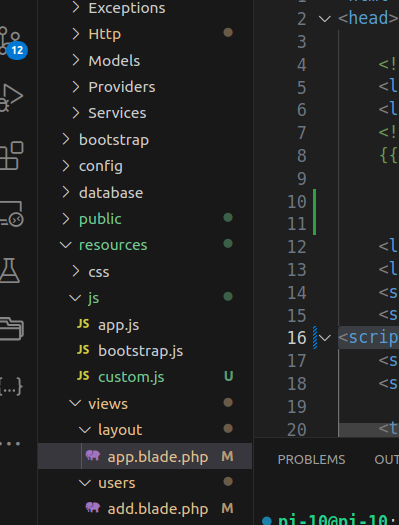 Exceptions
Http
12
Models
Providers
Services
bootstrap
config
database
public
resources
css
js
JS app.js
JS bootstrap.js
JS custom.js U
{...}
views
layout
app.blade.php M
users
add.blade.php M
2 <head>
3
4 <!
5 <l
6 <l
7 <!
8 {{
9
10
11
12 <l
13 <l
14 <s
15 <s
16 <scrip
17 <s
18 <s
19
20 <t
PROBLEMS OUT
pi-10@pi-10: